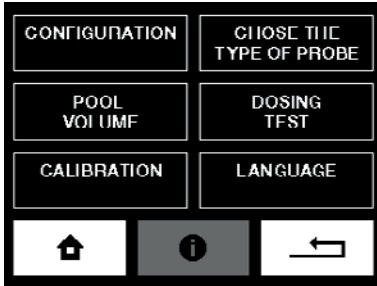 CONFIGURATION
CHOSE THE
TYPE OF PROBE
POOL
VOLUME
DOSING
TEST
CALIBRATION
LANGUAGE